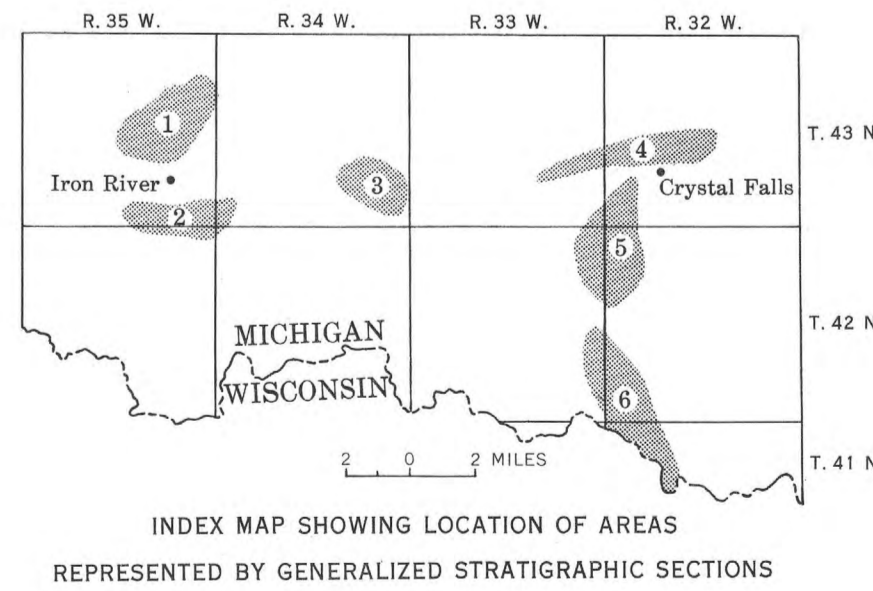 R. 35 W. R. 34 W. R. 33 W. R. 32 W.
1
T. 43 N
4
Iron River
3
Crystal Falls
2
5
T. 42 N
MICHIGAN
WISCONSIN
6
2 0 2 MILES
T. 41 N
INDEX MAP SHOWING LOCATION OF AREAS
REPRESENTED BY GENERALIZED STRATIGRAPHIC SECTIONS